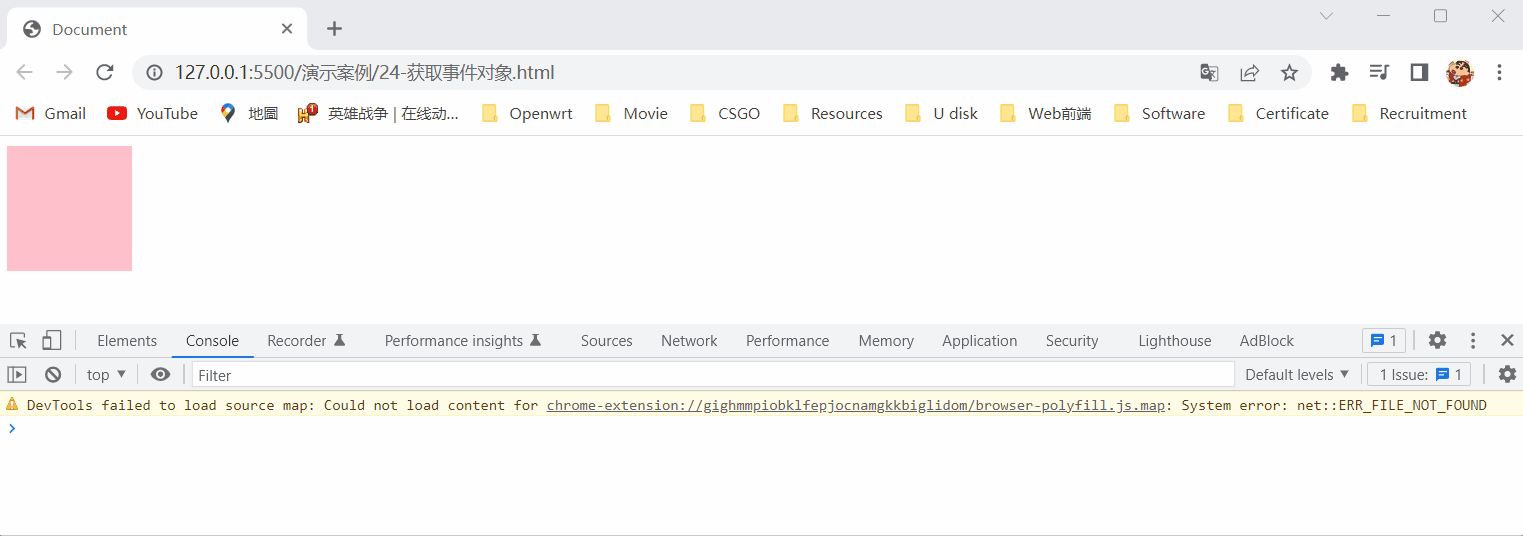 Document
127.0.0.1:5500/演示案例/24-获取事件对象.html
Gmail YouTube 地圖 英雄战争 | 在线动... Openwrt Movie CSGO Resources U disk Web前端 Software Certificate Recruitment
Elements Console Recorder Performance insights Sources Network Performance Memory Application Security Lighthouse AdBlock 1
top Filter Default levels 1 Issue: 1
DevTools failed to load source map: Could not load content for chrome-extension://gighmmpiobklfepjocnamgkkbiglidom/browser-polyfill.js.map: System error: net::ERR_FILE_NOT_FOUND